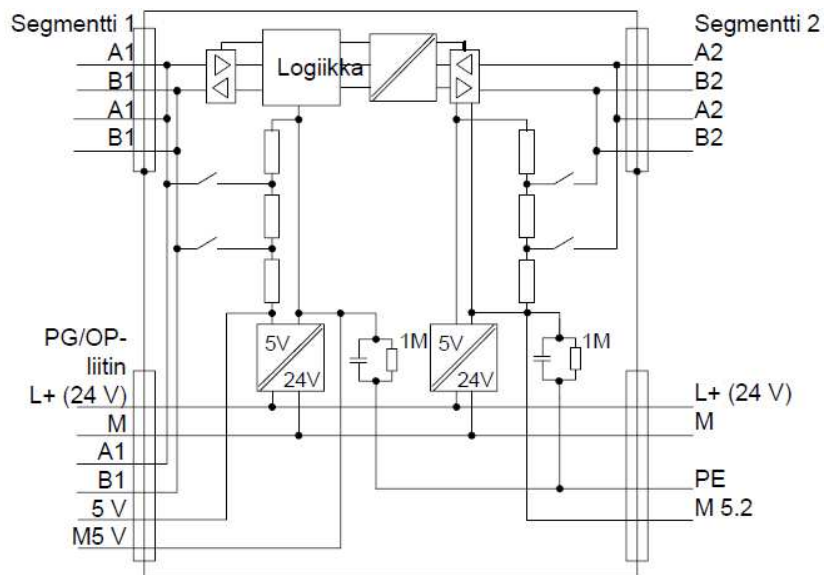 Segmentti 1
Segmentti 2
A1
A2
B1
Logiikka
B2
A1
A2
B1
B2
PG/OP-
liitin
5V
24V
1M
5V
24V
1M
L+ (24 V)
L+ (24 V)
M
M
A1
B1
PE
5 V
M 5.2
M5 V